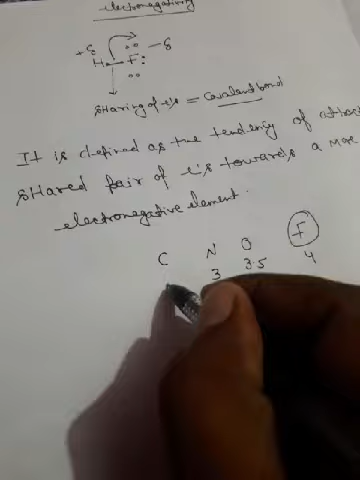 electronegativity
+δ -δ
H-F:
sharing of e's = Covalent bond
It is defined as the tendency of
shared pair of e's towards a more
electronegative element.
C N O F
3 3.5 4